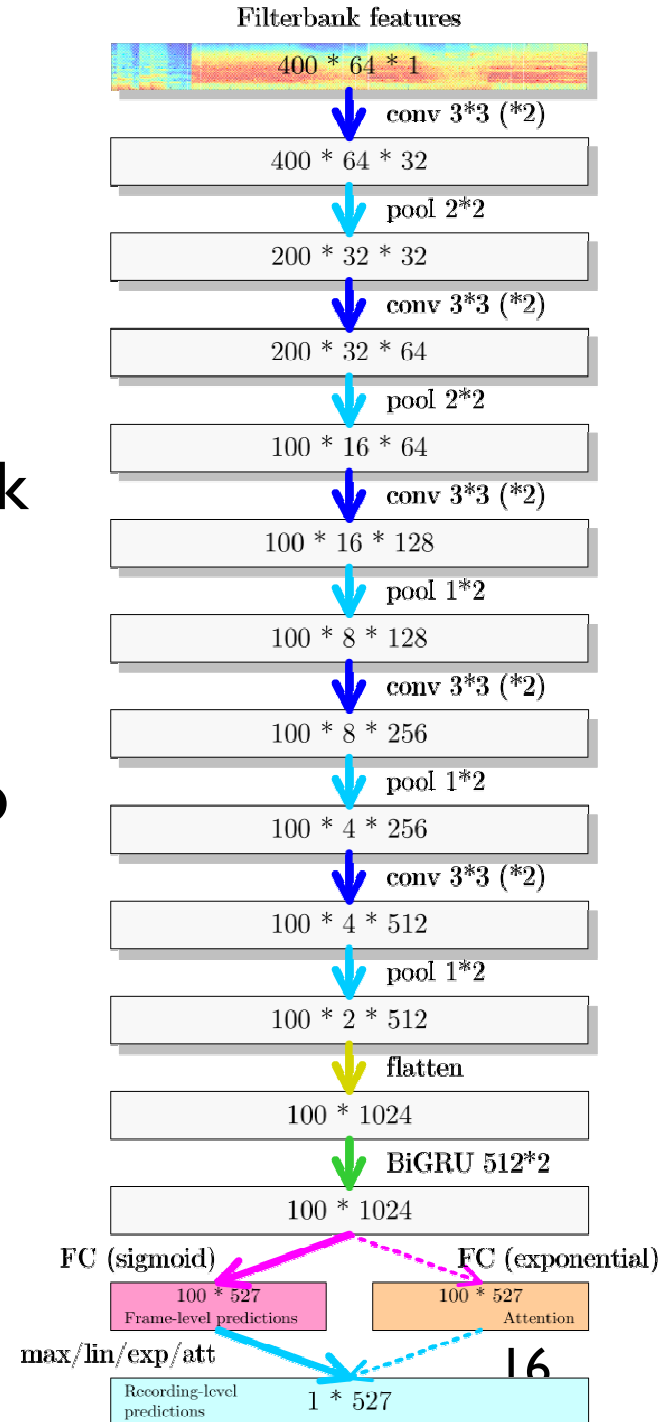 Filterbank features
400 * 64 * 1
conv 3*3 (*2)
400 * 64 * 32
pool 2*2
200 * 32 * 32
conv 3*3 (*2)
200 * 32 * 64
pool 2*2
k
100 * 16 * 64
conv 3*3 (*2)
100 * 16 * 128
pool 1*2
100 * 8 * 128
conv 3*3 (*2)
100 * 8 * 256
pool 1*2
100 * 4 * 256
conv 3*3 (*2)
100 * 4 * 512
pool 1*2
100 * 2 * 512
flatten
100 * 1024
BiGRU 512*2
100 * 1024
FC (sigmoid) FC (exponential)
100 * 527 100 * 527
Frame-level predictions Attention
max/lin/exp/att 16
Recording-level
predictions 1 * 527